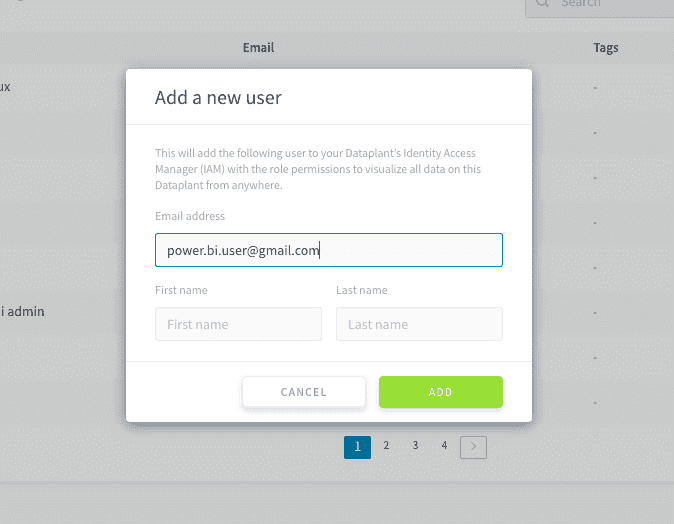 Search
Email Tags
ux
-
-
-
-
-
i admin -
-
-
Add a new user
This will add the following user to your Dataplant's Identity Access
Manager (IAM) with the role permissions to visualize all data on this
Dataplant from anywhere.
Email address
power.bi.user@gmail.com
First name Last name
First name Last name
CANCEL ADD
1 2 3 4 >